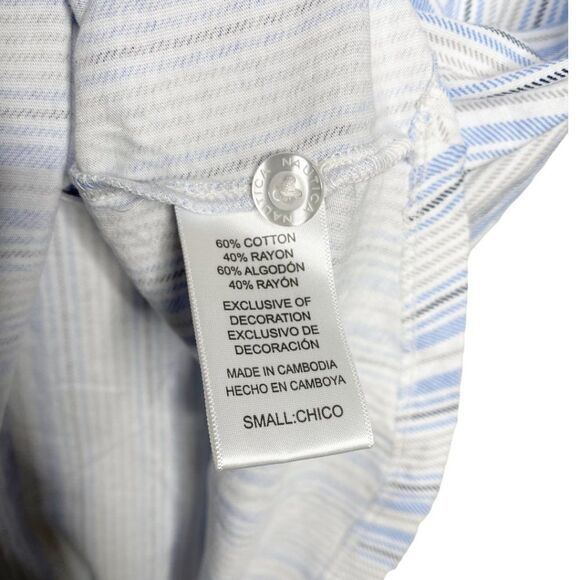 NAUTICA NAUTICA
60% COTTON
40% RAYON
60% ALGODÓN
40% RAYÓN
EXCLUSIVE OF
DECORATION
EXCLUSIVO DE
DECORACIÓN
MADE IN CAMBODIA
HECHO EN CAMBOYA
SMALL:CHICO